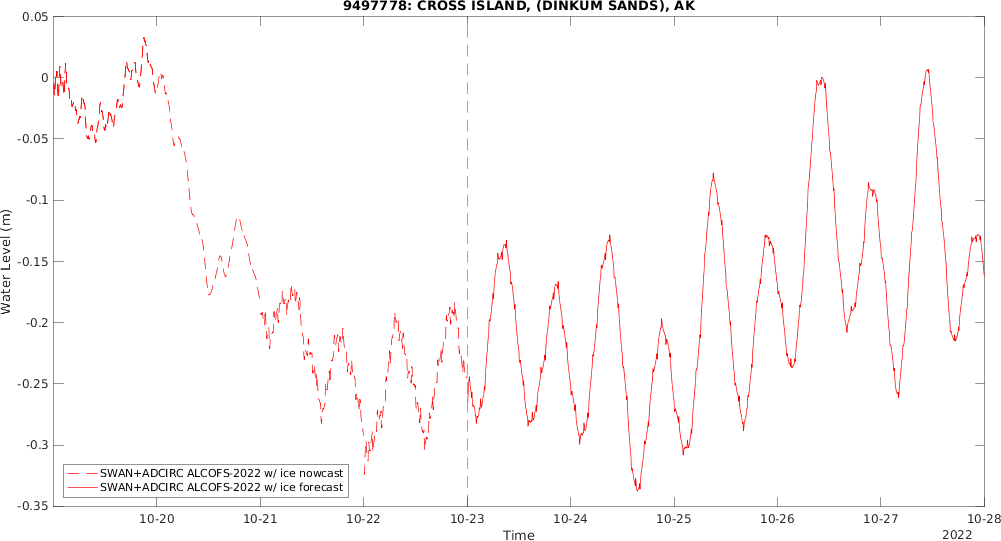 9497778: CROSS ISLAND, (DINKUM SANDS), AK
0.05
0
-0.05
-0.1
-0.15
-0.2
-0.25
-0.3
-0.35
Water Level (m)
SWAN+ADCIRC ALCOFS-2022 w/ ice nowcast
SWAN+ADCIRC ALCOFS-2022 w/ ice forecast
10-20 10-21 10-22 10-23 10-24 10-25 10-26 10-27 10-28
Time
2022